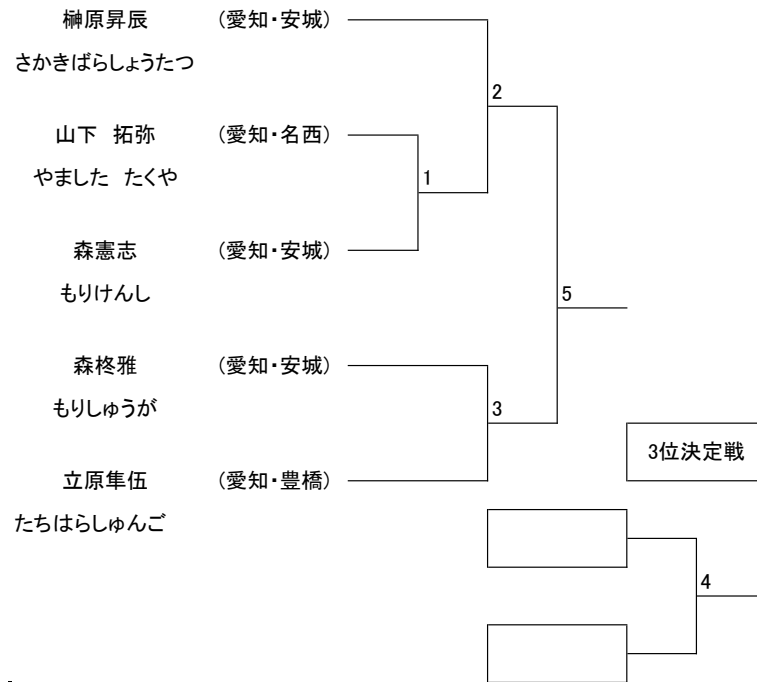 榊原昇辰 (愛知・安城)
さかきばらしょうたつ
2
山下 拓弥 (愛知・名西)
やました たくや
1
森憲志 (愛知・安城)
もりけんし
5
森柊雅 (愛知・安城)
もりしゅうが
3
3位決定戦
立原隼伍 (愛知・豊橋)
たちはらしゅんご
4